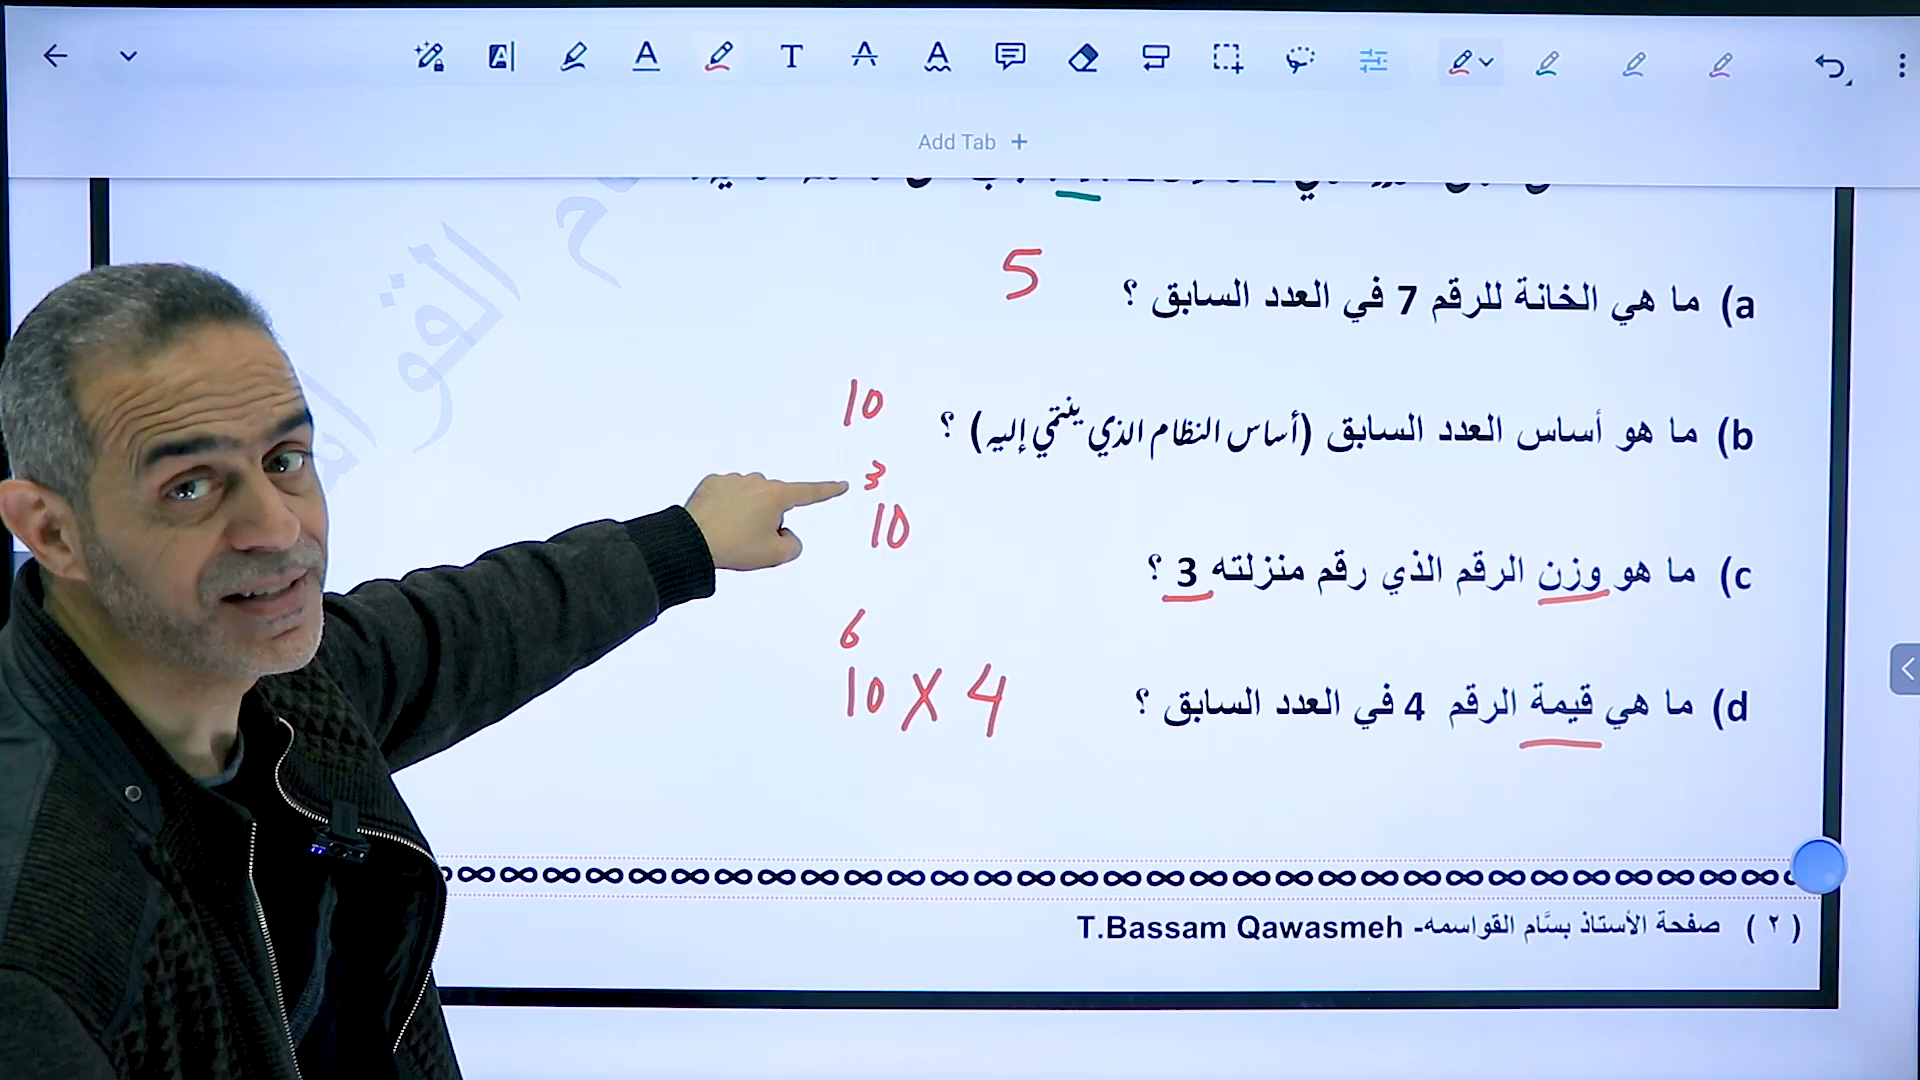 Add Tab +
5
a) ما هي الخانة للرقم 7 في العدد السابق ؟
10
b) ما هو أساس العدد السابق (أساس النظام الذي ينتمي إليه) ؟
3
10
c) ما هو وزن الرقم الذي رقم منزلته 3 ؟
6
10 X 4
d) ما هي قيمة الرقم 4 في العدد السابق ؟
( ٢ ) صفحة الأستاذ بسَّام القواسمه- T.Bassam Qawasmeh